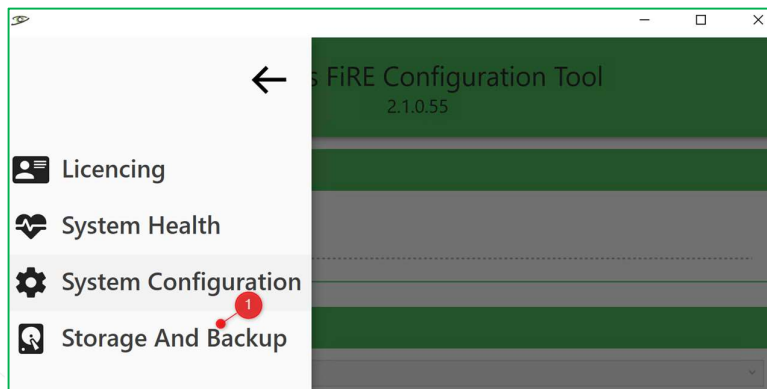 s FiRE Configuration Tool
2.1.0.55
Licencing
System Health
System Configuration
1
Storage And Backup